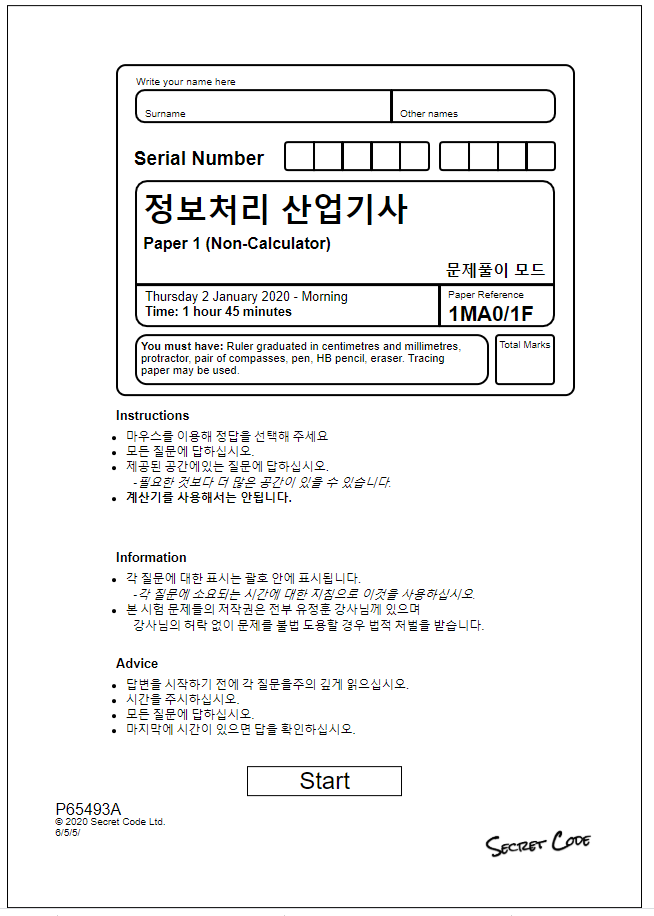 Write your name here
Surname
Other names
Serial Number
정보처리 산업기사
Paper 1 (Non-Calculator)
문제풀이 모드
Thursday 2 January 2020 - Morning
Time: 1 hour 45 minutes
Paper Reference
1MA0/1F
You must have: Ruler graduated in centimetres and millimetres,
protractor, pair of compasses, pen, HB pencil, eraser. Tracing
paper may be used.
Total Marks
Instructions
• 마우스를 이용해 정답을 선택해 주세요
• 모든 질문에 답하십시오.
• 제공된 공간에있는 질문에 답하십시오.
-필요한 것보다 더 많은 공간이 있을 수 있습니다.
• 계산기를 사용해서는 안됩니다.
Information
• 각 질문에 대한 표시는 괄호 안에 표시됩니다.
-각 질문에 소요되는 시간에 대한 지침으로 이것을 사용하십시오.
• 본 시험 문제들의 저작권은 전부 유정훈 강사님께 있으며
강사님의 허락 없이 문제를 불법 도용할 경우 법적 처벌을 받습니다.
Advice
• 답변을 시작하기 전에 각 질문을주의 깊게 읽으십시오.
• 시간을 주시하십시오.
• 모든 질문에 답하십시오.
• 마지막에 시간이 있으면 답을 확인하십시오.
Start
P65493A
© 2020 Secret Code Ltd.
6/5/5/
SECRET CODE